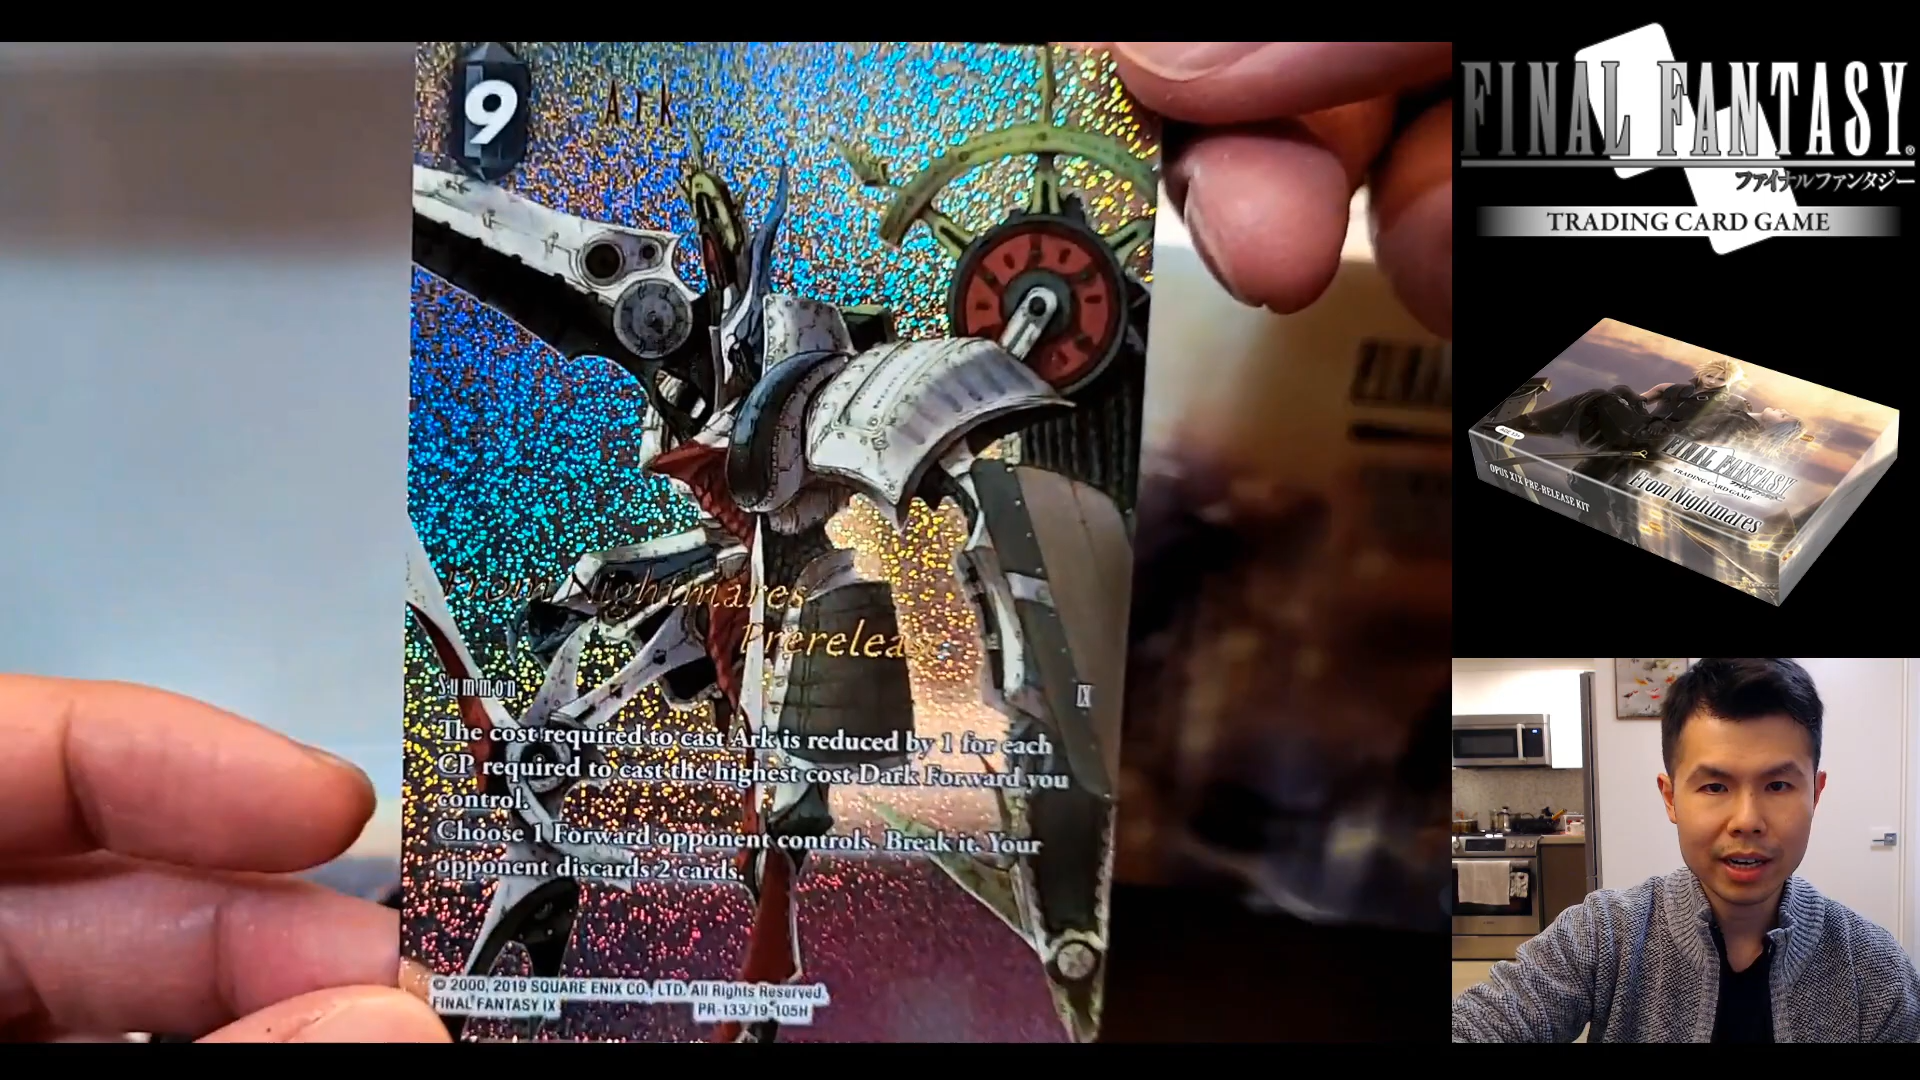 9
Ark
From Nightmares
Prerelease
Summon
IX
The cost required to cast Ark is reduced by 1 for each
CP required to cast the highest cost Dark Forward you
control.
Choose 1 Forward opponent controls. Break it. Your
opponent discards 2 cards.
© 2000, 2019 SQUARE ENIX CO., LTD. All Rights Reserved.
FINAL FANTASY IX
PR-133/19-105H
FINAL FANTASY®
ファイナルファンタジー
TRADING CARD GAME
FINAL FANTASY
TRADING CARD GAME
From Nightmares
OPUS XIX PRE-RELEASE KIT